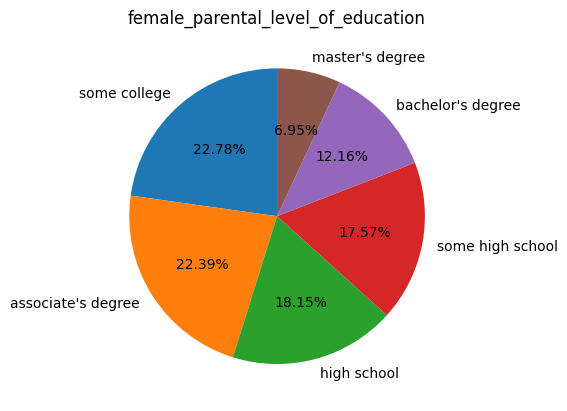 female_parental_level_of_education
master's degree
some college
bachelor's degree
6.95%
22.78%
12.16%
17.57%
some high school
22.39%
associate's degree
18.15%
high school